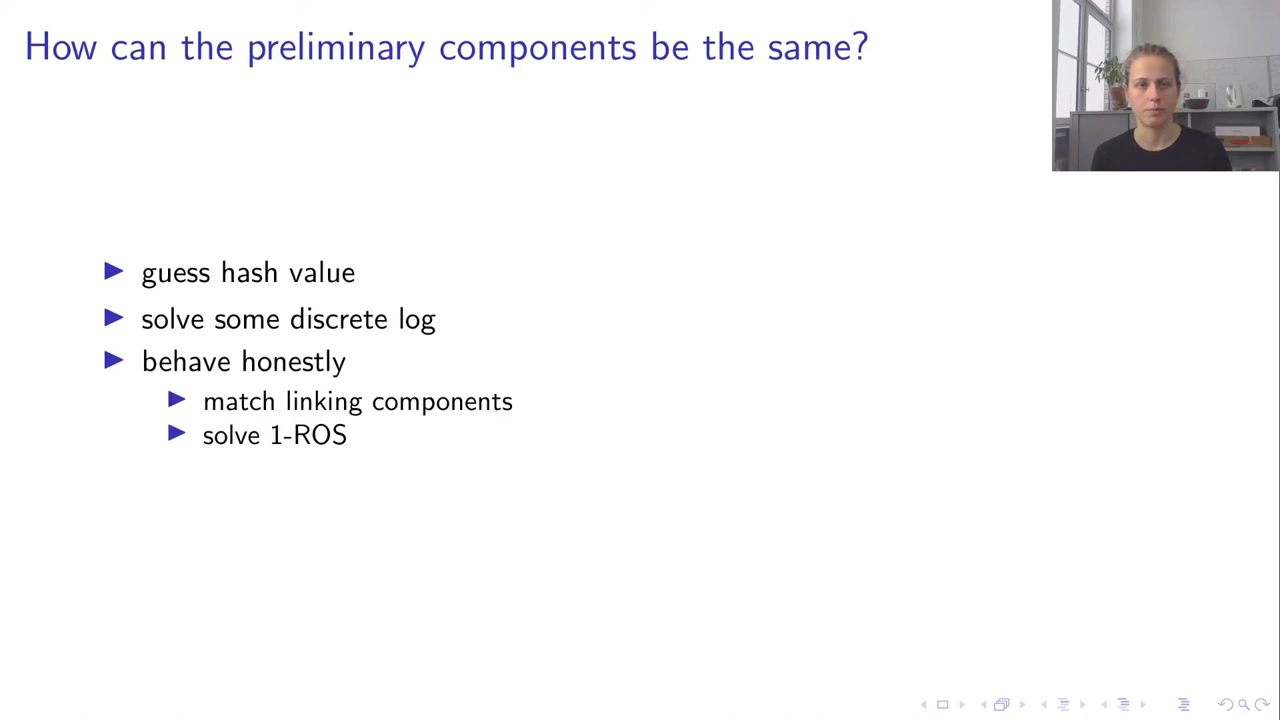 How can the preliminary components be the same?
guess hash value
solve some discrete log
behave honestly
match linking components
solve 1-ROS